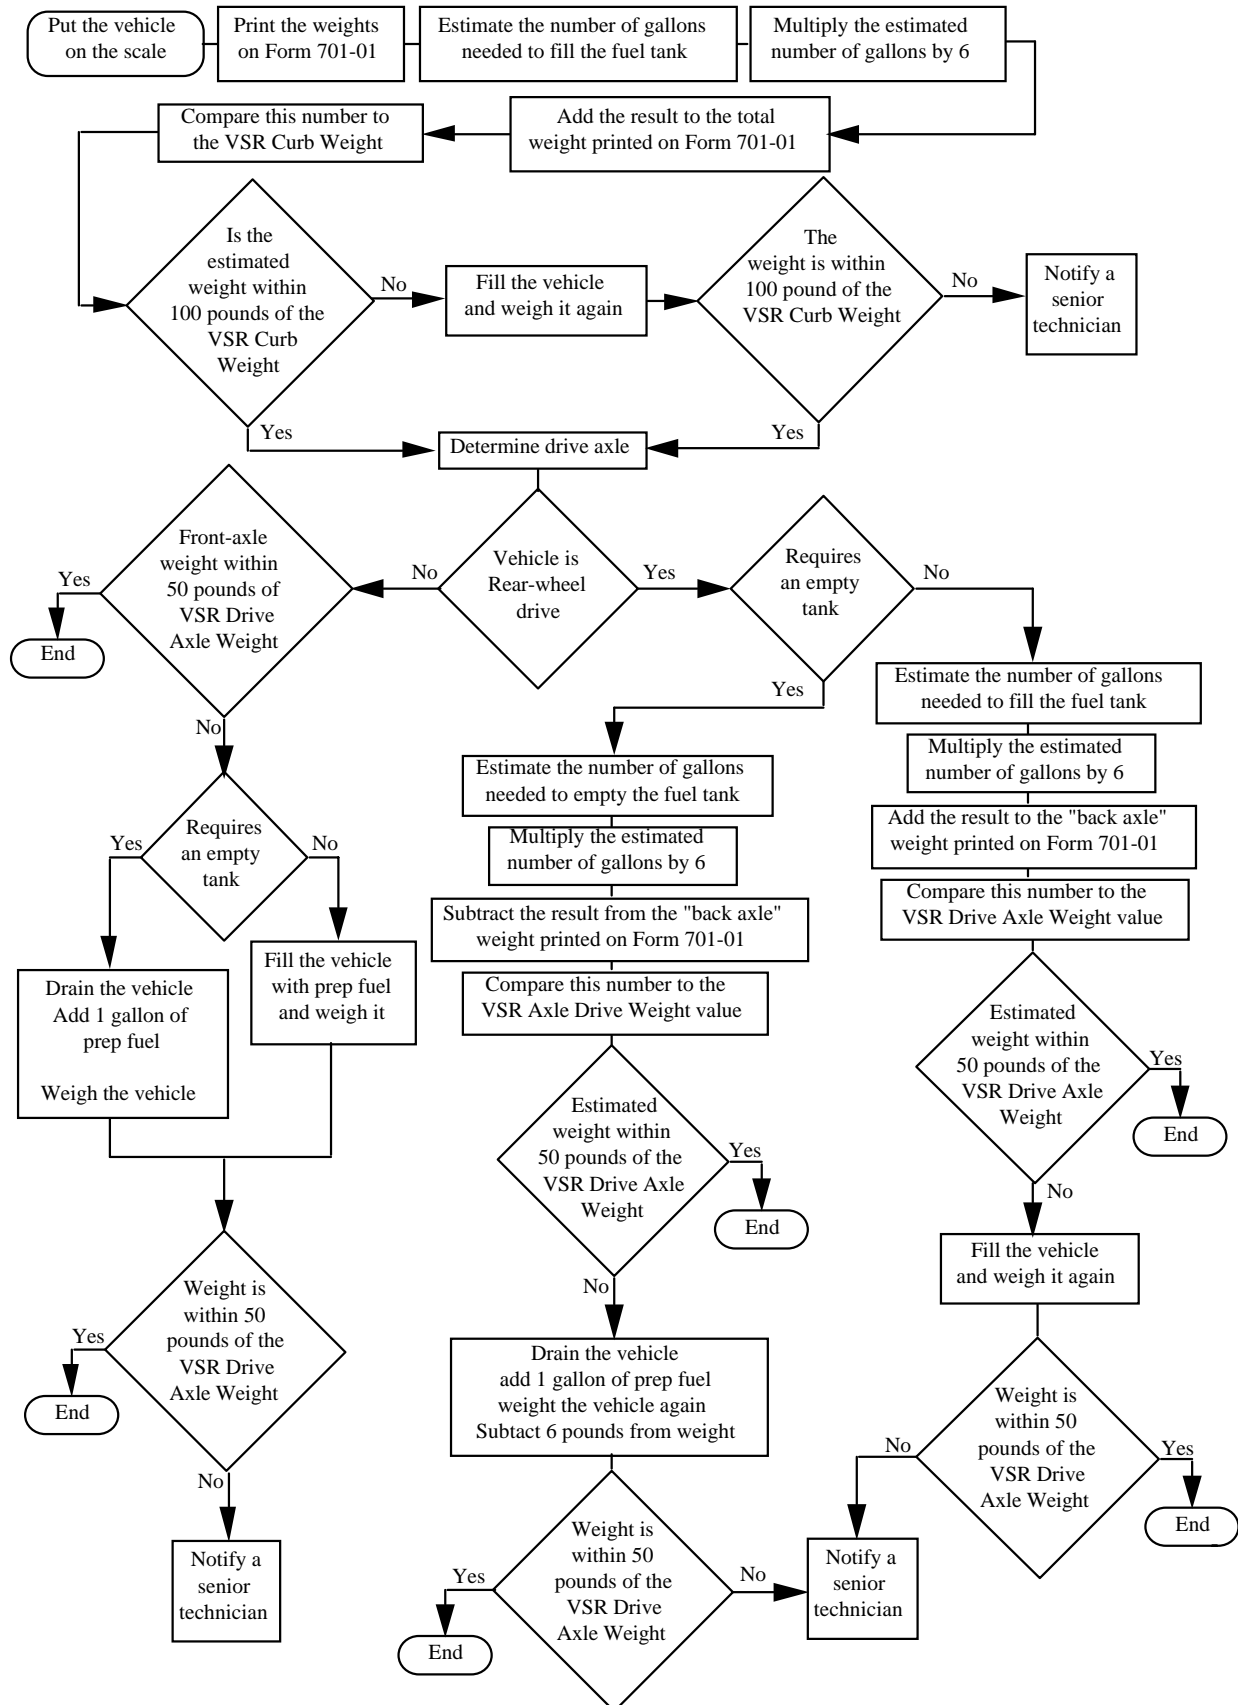 Put the vehicle
on the scale
Print the weights
on Form 701-01
Estimate the number of gallons
needed to fill the fuel tank
Multiply the estimated
number of gallons by 6
Add the result to the total
weight printed on Form 701-01
Compare this number to
the VSR Curb Weight
Is the
estimated
weight within
100 pounds of the
VSR Curb
Weight
No
Fill the vehicle
and weigh it again
The
weight is within
100 pound of the
VSR Curb Weight
No
Notify a
senior
technician
Yes
Determine drive axle
Yes
Front-axle
weight within
50 pounds of
VSR Drive
Axle Weight
Yes
End
No
Vehicle is
Rear-wheel
drive
Yes
Requires
an empty
tank
No
Yes
Estimate the number of gallons
needed to fill the fuel tank
Multiply the estimated
number of gallons by 6
Add the result to the "back axle"
weight printed on Form 701-01
Compare this number to the
VSR Drive Axle Weight value
No
Requires
an empty
tank
Yes
No
Estimate the number of gallons
needed to empty the fuel tank
Multiply the estimated
number of gallons by 6
Subtract the result from the "back axle"
weight printed on Form 701-01
Compare this number to the
VSR Axle Drive Weight value
Drain the vehicle
Add 1 gallon of
prep fuel
Weigh the vehicle
Fill the vehicle
with prep fuel
and weigh it
Estimated
weight within
50 pounds of the
VSR Drive Axle
Weight
Yes
End
No
Estimated
weight within
50 pounds of the
VSR Drive Axle
Weight
Yes
End
No
Fill the vehicle
and weigh it again
Weight is
within 50
pounds of the
VSR Drive
Axle Weight
Yes
End
No
Notify a
senior
technician
Drain the vehicle
add 1 gallon of prep fuel
weight the vehicle again
Subtact 6 pounds from weight
Weight is
within 50
pounds of the
VSR Drive
Axle Weight
No
Yes
End
Weight is
within 50
pounds of the
VSR Drive
Axle Weight
Yes
End
No
Notify a
senior
technician